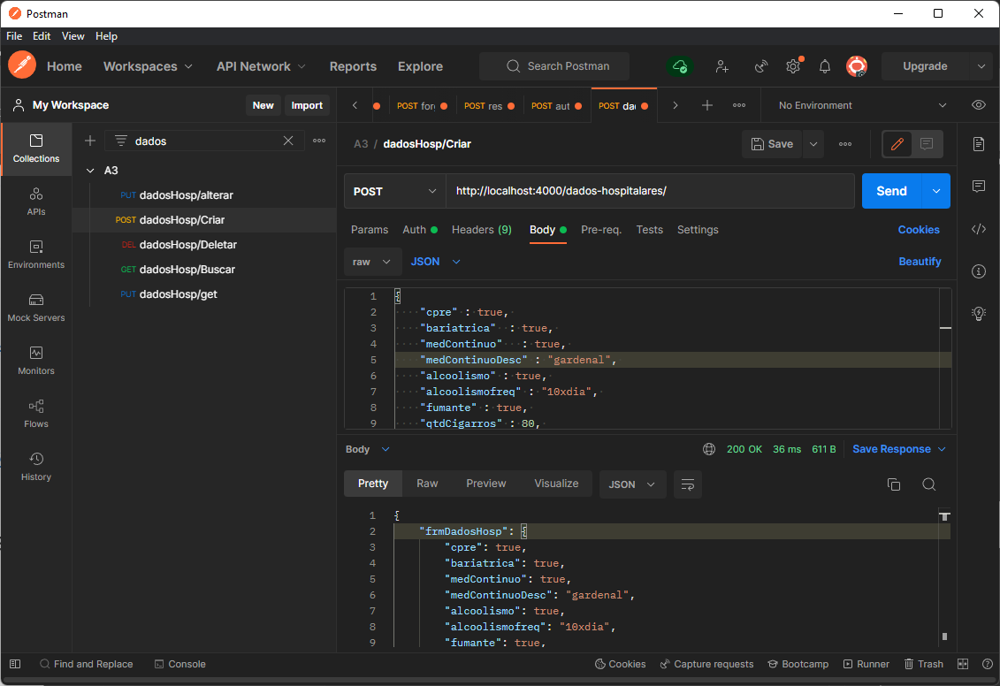 Postman
File Edit View Help
Home Workspaces API Network Reports Explore Search Postman Upgrade
My Workspace New Import
POST for POST res POST aut POST dad No Environment
Collections
APIs
Environments
Mock Servers
Monitors
Flows
History
dados
A3
PUT dadosHosp/alterar
POST dadosHosp/Criar
DEL dadosHosp/Deletar
GET dadosHosp/Buscar
PUT dadosHosp/get
A3 / dadosHosp/Criar Save
POST http://localhost:4000/dados-hospitalares/ Send
Params Auth Headers (9) Body Pre-req. Tests Settings Cookies
raw JSON Beautify
1 {
2 "cpre" : true,
3 "bariatrica" : true,
4 "medContinuo" : true,
5 "medContinuoDesc" : "gardenal",
6 "alcoolismo" : true,
7 "alcoolismofreq" : "10xdia",
8 "fumante" : true,
9 "qtdCigarros" : 80,
Body 200 OK 36 ms 611 B Save Response
Pretty Raw Preview Visualize JSON
1 {
2 "frmDadosHosp": {
3 "cpre": true,
4 "bariatrica": true,
5 "medContinuo": true,
6 "medContinuoDesc": "gardenal",
7 "alcoolismo": true,
8 "alcoolismofreq": "10xdia",
9 "fumante": true,
Find and Replace Console Cookies Capture requests Bootcamp Runner Trash